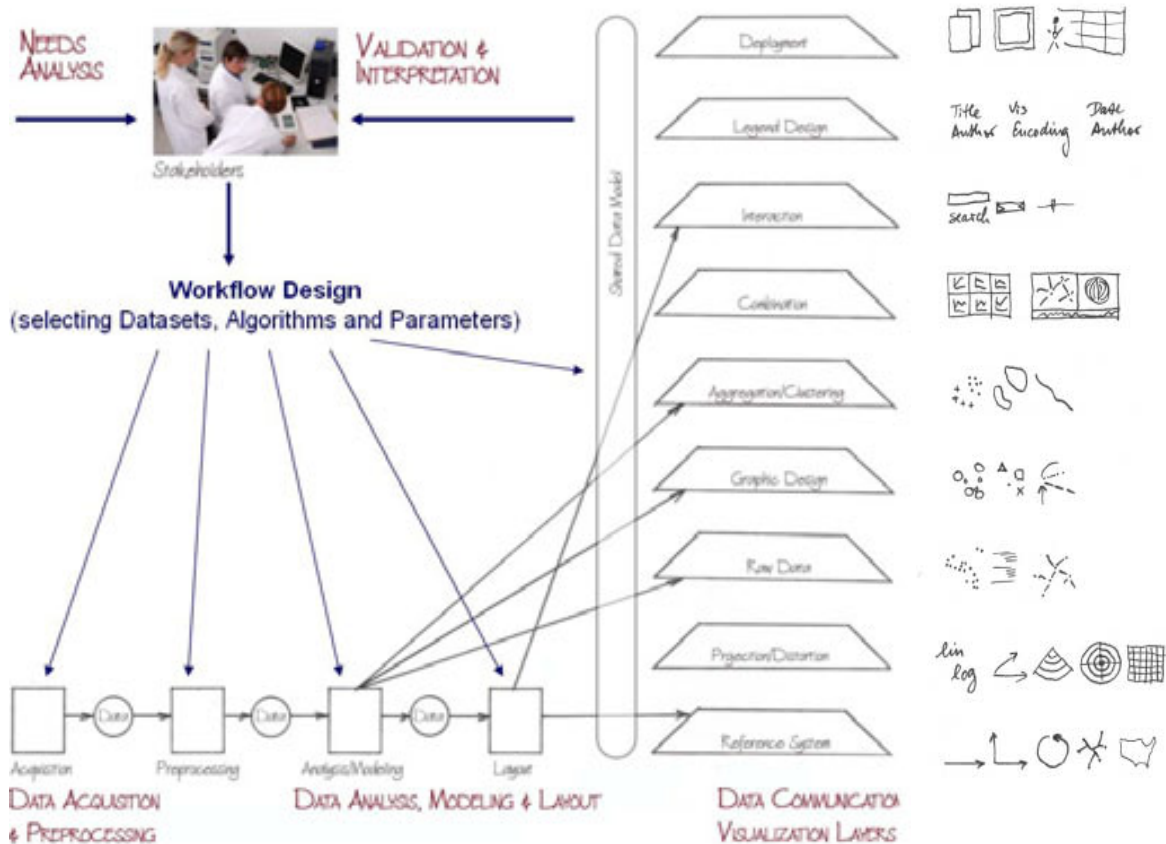 NEEDS
ANALYSIS
VALIDATION &
INTERPRETATION
Stakeholders
Workflow Design
(selecting Datasets, Algorithms and Parameters)
Acquisition
Data
Preprocessing
Data
Analysis/Modeling
Data
Layout
DATA ACQUISTION
& PREPROCESSING
DATA ANALYSIS, MODELING & LAYOUT
Shared Data Model
Deployment
Legend Design
Interaction
Combination
Aggregation/Clustering
Graphic Design
Raw Data
Projection/Distortion
Reference System
DATA COMMUNICATION
VISUALIZATION LAYERS
Title Vis Date
Author Encoding Author
search
lin
log